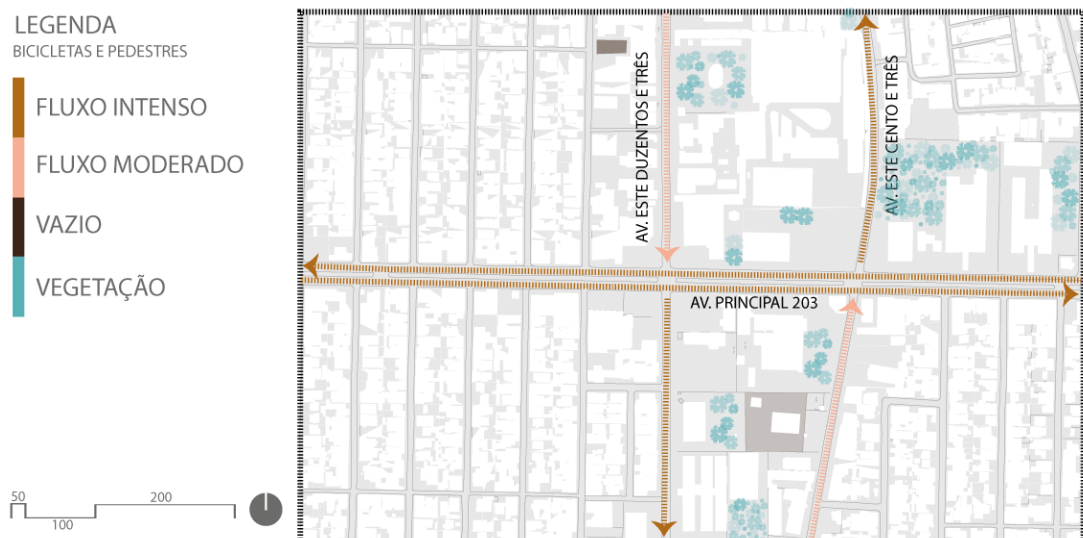 LEGENDA
BICICLETAS E PEDESTRES
FLUXO INTENSO
FLUXO MODERADO
VAZIO
VEGETAÇÃO
50
200
100
AV. ESTE DUZENTOS E TRÊS
AV. ESTE CENTO E TRÊS
AV. PRINCIPAL 203